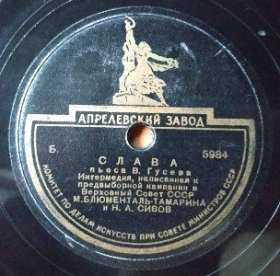 АПРЕЛЕВСКИЙ ЗАВОД
Б. 5984
СЛАВА
пьеса В. Гусева
Интермедия, написанная к
предвыборной кампании в
Верховный Совет СССР
М. БЛЮМЕНТАЛЬ-ТАМАРИНА
и Н. А. СИВОВ
КОМИТЕТ ПО ДЕЛАМ ИСКУССТВ ПРИ СОВЕТЕ МИНИСТРОВ СССР